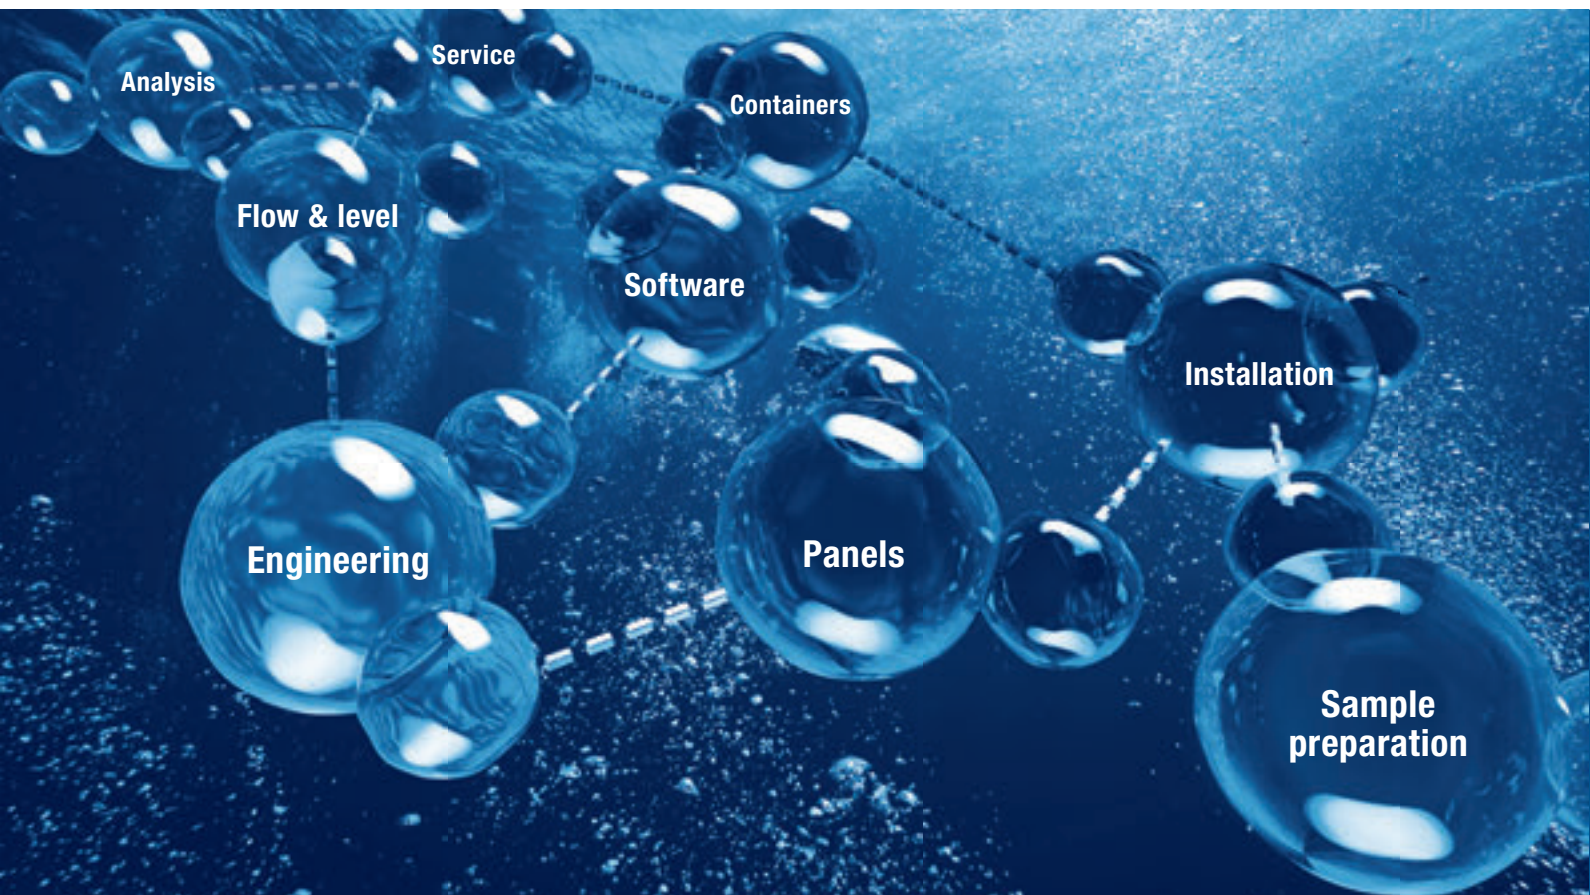 Service
Analysis
Containers
Flow & level
Software
Installation
Engineering
Panels
Sample
preparation